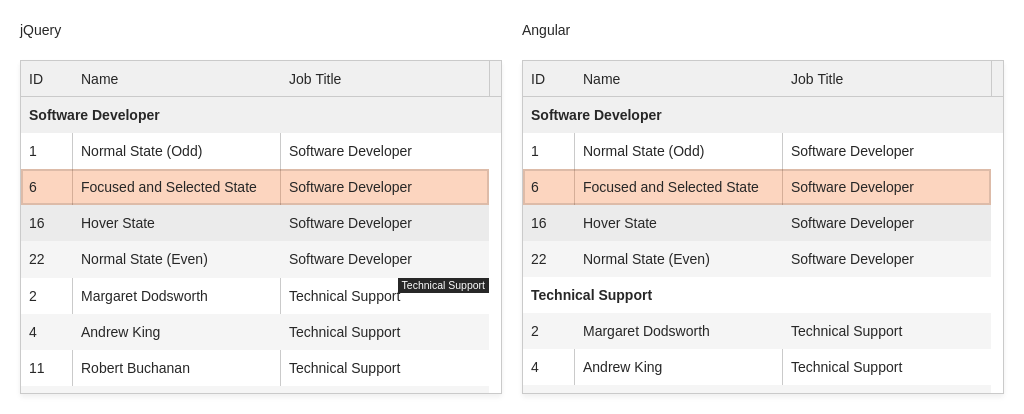 jQuery
ID Name Job Title
Software Developer
1 Normal State (Odd) Software Developer
6 Focused and Selected State Software Developer
16 Hover State Software Developer
22 Normal State (Even) Software Developer
Technical Support
2 Margaret Dodsworth Technical Support
4 Andrew King Technical Support
11 Robert Buchanan Technical Support
Angular
ID Name Job Title
Software Developer
1 Normal State (Odd) Software Developer
6 Focused and Selected State Software Developer
16 Hover State Software Developer
22 Normal State (Even) Software Developer
Technical Support
2 Margaret Dodsworth Technical Support
4 Andrew King Technical Support